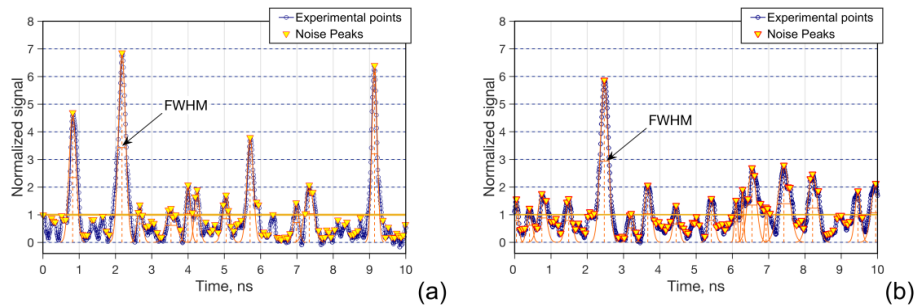 Experimental points
Noise Peaks
8
7
6
5
4
3
2
1
0
Normalized signal
FWHM
0 1 2 3 4 5 6 7 8 9 10
Time, ns
(a)
Experimental points
Noise Peaks
8
7
6
5
4
3
2
1
0
Normalized signal
FWHM
0 1 2 3 4 5 6 7 8 9 10
Time, ns
(b)